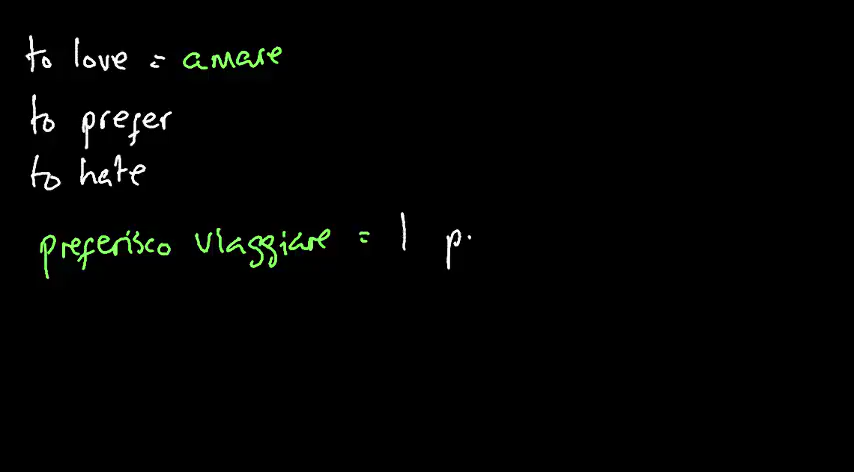 to love = amare
to prefer
to hate
preferisco viaggiare = I p.